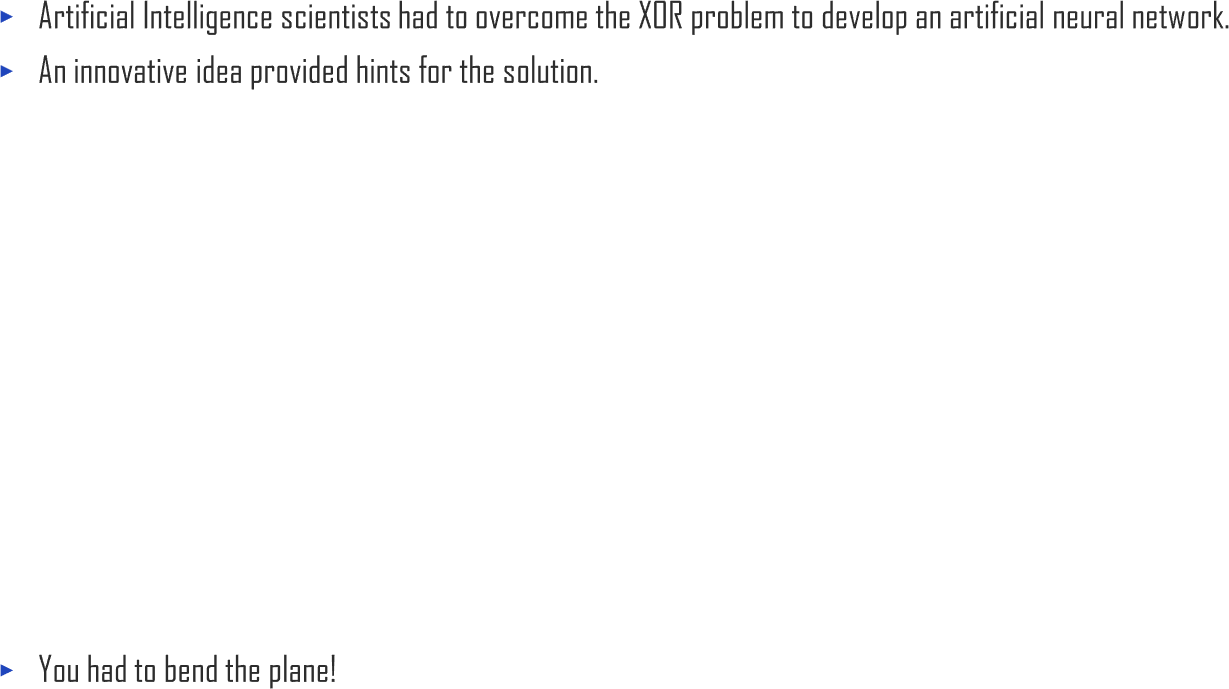 ► Artificial Intelligence scientists had to overcome the XOR problem to develop an artificial neural network.
► An innovative idea provided hints for the solution.
► You had to bend the plane!